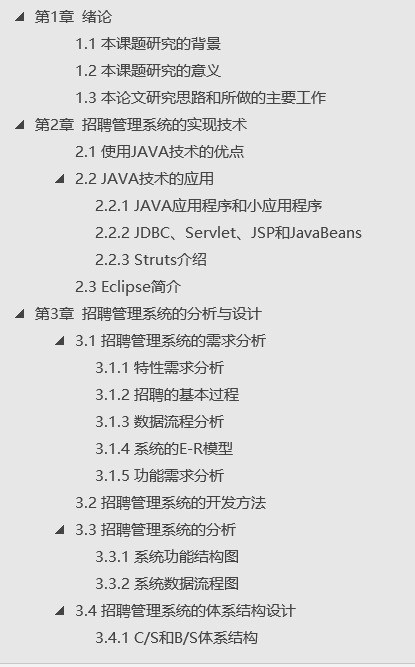 第1章 绪论
1.1 本课题研究的背景
1.2 本课题研究的意义
1.3 本论文研究思路和所做的主要工作
第2章 招聘管理系统的实现技术
2.1 使用JAVA技术的优点
2.2 JAVA技术的应用
2.2.1 JAVA应用程序和小应用程序
2.2.2 JDBC、Servlet、JSP和JavaBeans
2.2.3 Struts介绍
2.3 Eclipse简介
第3章 招聘管理系统的分析与设计
3.1 招聘管理系统的需求分析
3.1.1 特性需求分析
3.1.2 招聘的基本过程
3.1.3 数据流程分析
3.1.4 系统的E-R模型
3.1.5 功能需求分析
3.2 招聘管理系统的开发方法
3.3 招聘管理系统的分析
3.3.1 系统功能结构图
3.3.2 系统数据流程图
3.4 招聘管理系统的体系结构设计
3.4.1 C/S和B/S体系结构